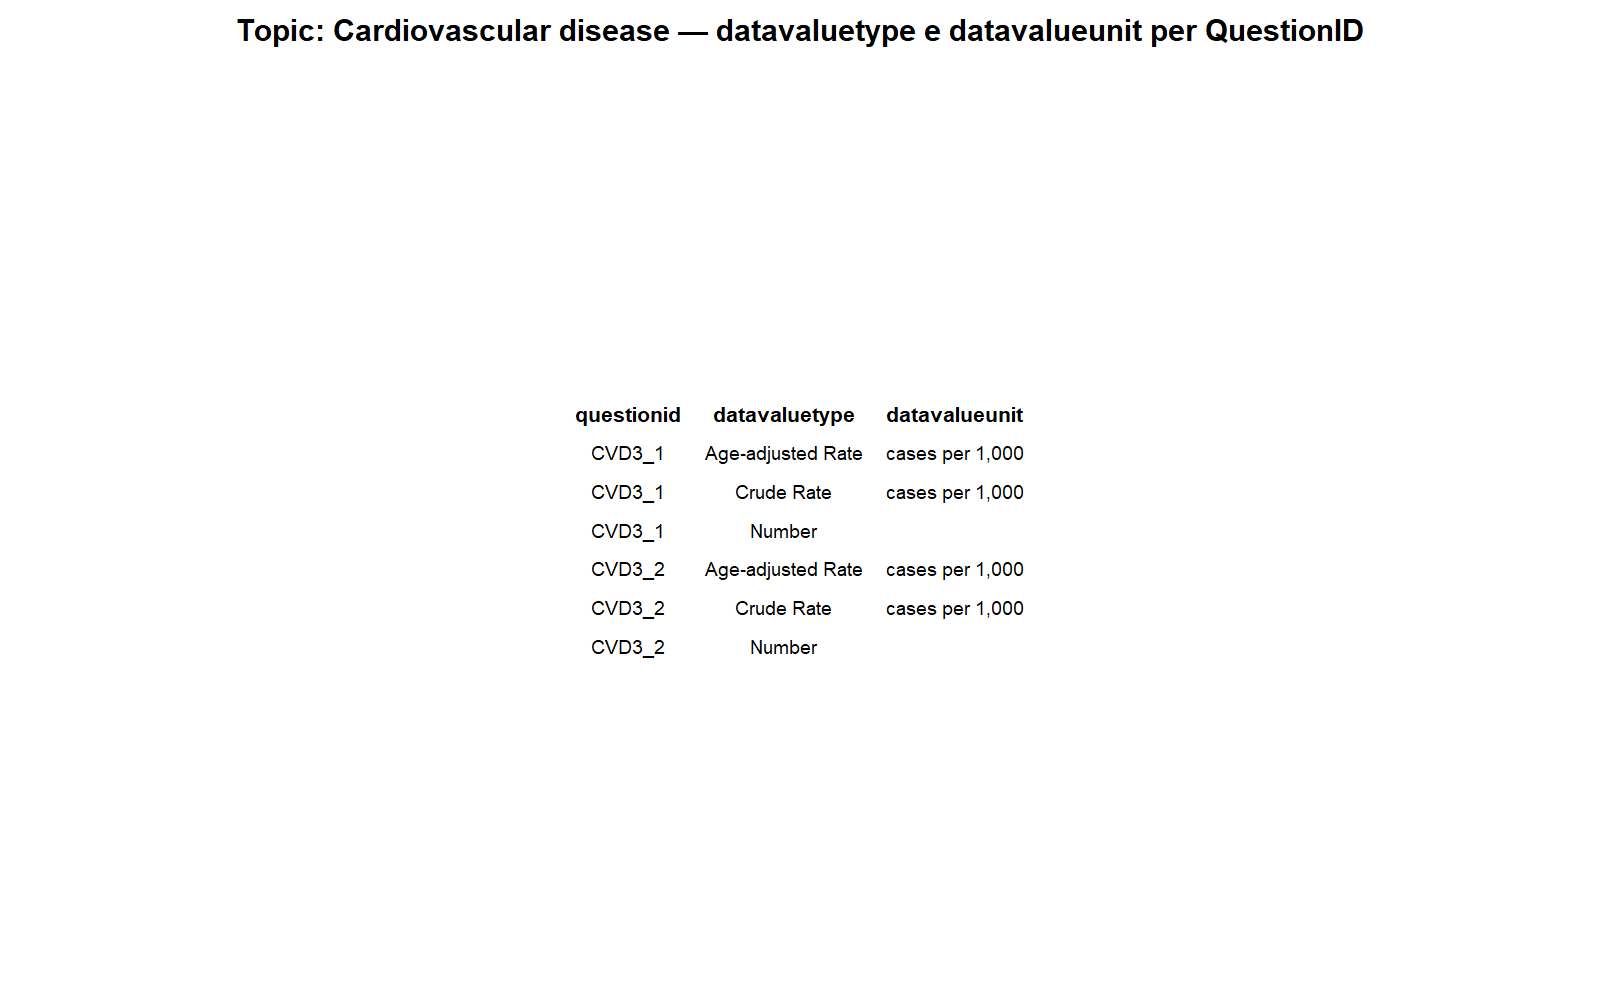 Topic: Cardiovascular disease — datavaluetype e datavalueunit per QuestionID
questionid datavaluetype datavalueunit
CVD3_1 Age-adjusted Rate cases per 1,000
CVD3_1 Crude Rate cases per 1,000
CVD3_1 Number
CVD3_2 Age-adjusted Rate cases per 1,000
CVD3_2 Crude Rate cases per 1,000
CVD3_2 Number